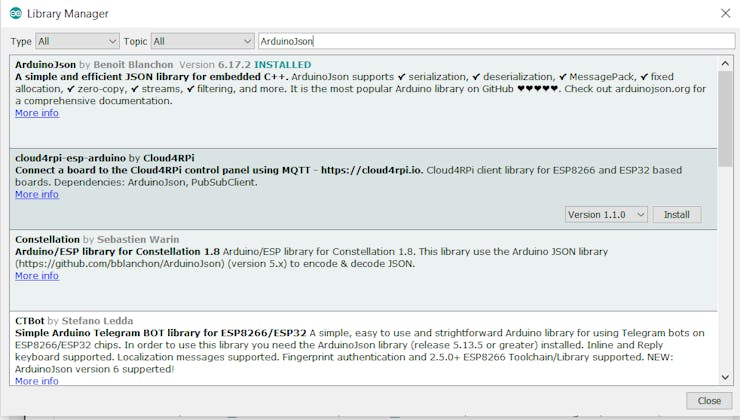 Library Manager
Type All Topic All ArduinoJson
ArduinoJson by Benoit Blanchon Version 6.17.2 INSTALLED
A simple and efficient JSON library for embedded C++. ArduinoJson supports ✔ serialization, ✔ deserialization, ✔ MessagePack, ✔ fixed
allocation, ✔ zero-copy, ✔ streams, ✔ filtering, and more. It is the most popular Arduino library on GitHub ❤❤❤❤❤. Check out arduinojson.org for
a comprehensive documentation.
More info
cloud4rpi-esp-arduino by Cloud4RPi
Connect a board to the Cloud4RPi control panel using MQTT - https://cloud4rpi.io. Cloud4RPi client library for ESP8266 and ESP32 based
boards. Dependencies: ArduinoJson, PubSubClient.
More info
Version 1.1.0 Install
Constellation by Sebastien Warin
Arduino/ESP library for Constellation 1.8 Arduino/ESP library for Constellation 1.8. This library use the Arduino JSON library
(https://github.com/bblanchon/ArduinoJson) (version 5.x) to encode & decode JSON.
More info
CTBot by Stefano Ledda
Simple Arduino Telegram BOT library for ESP8266/ESP32 A simple, easy to use and strightforward Arduino library for using Telegram bots on
ESP8266/ESP32 chips. In order to use this library you need the ArduinoJson library (release 5.13.5 or greater) installed. Inline and Reply
keyboard supported. Localization messages supported. Fingerprint authentication and 2.5.0+ ESP8266 Toolchain/Library supported. NEW:
ArduinoJson version 6 supperted!
More info
Close